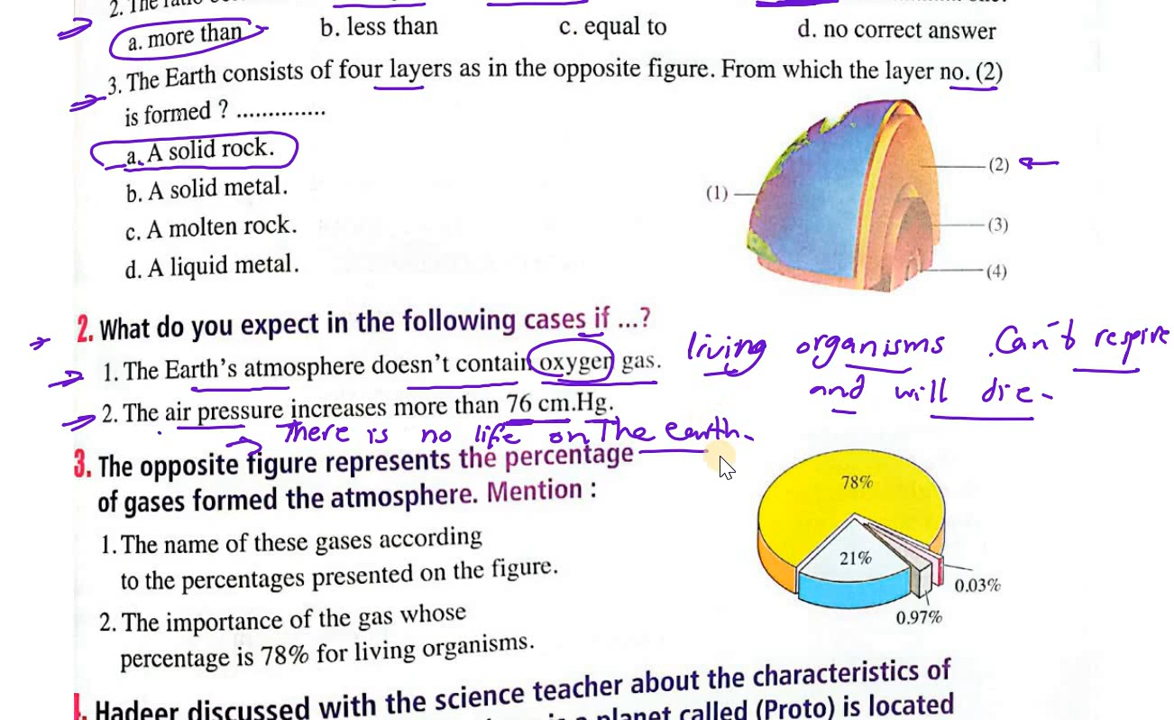 2. The ratio
a. more than b. less than c. equal to d. no correct answer
3. The Earth consists of four layers as in the opposite figure. From which the layer no. (2)
is formed ? ..............
a. A solid rock.
b. A solid metal.
c. A molten rock.
d. A liquid metal.
(1)
(2)
(3)
(4)
2. What do you expect in the following cases if ...?
1. The Earth's atmosphere doesn't contain oxygen gas.
living organisms can't respire
and will die.
2. The air pressure increases more than 76 cm.Hg.
There is no life on The earth.
3. The opposite figure represents the percentage
of gases formed the atmosphere. Mention :
1. The name of these gases according
to the percentages presented on the figure.
2. The importance of the gas whose
percentage is 78% for living organisms.
78%
21%
0.03%
0.97%
Hadeer discussed with the science teacher about the characteristics of
planet called (Proto) is located